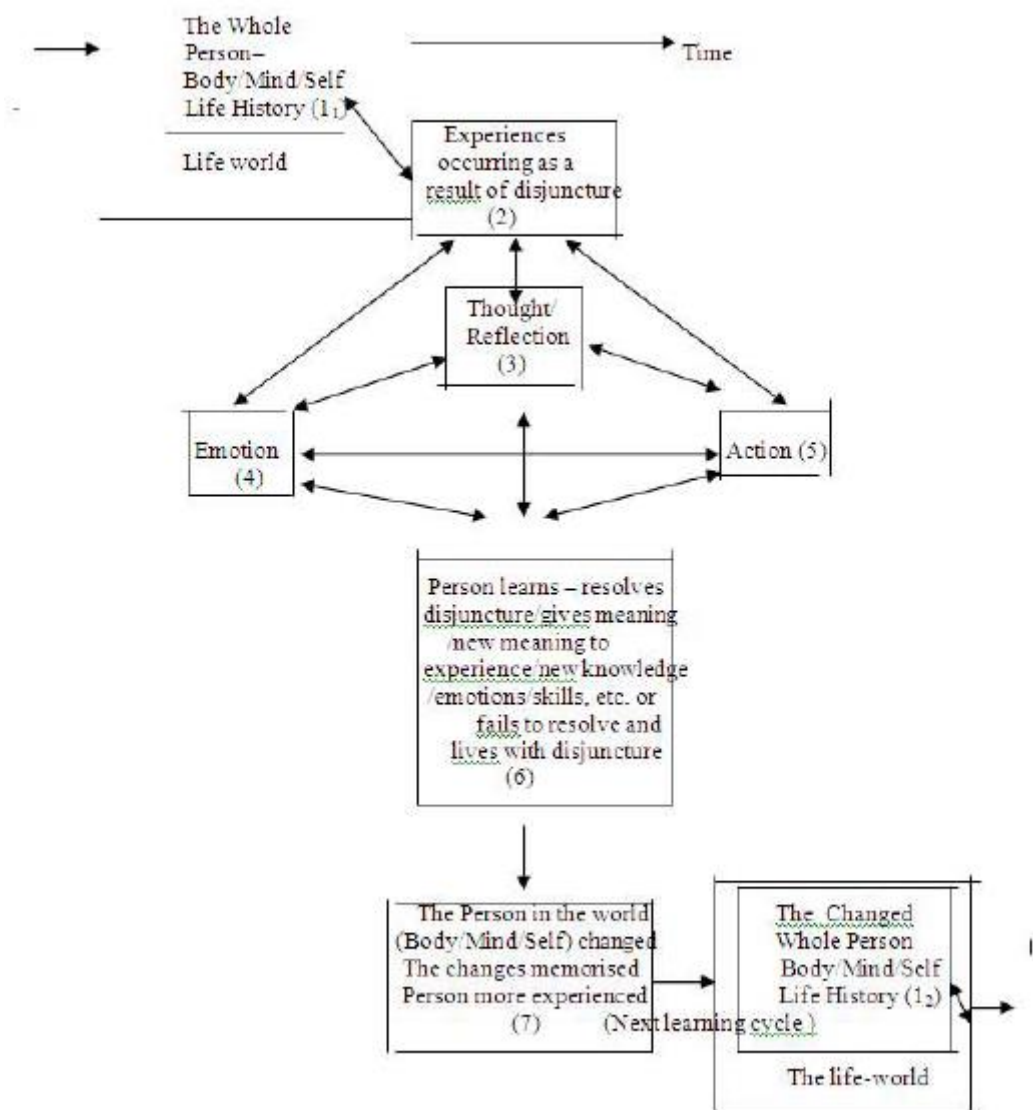 The Whole
Person–
Body/Mind/Self
Life History (1₁)
Life world
Time
Experiences
occurring as a
result of disjuncture
(2)
Thought/
Reflection
(3)
Emotion
(4)
Action (5)
Person learns – resolves
disjuncture/gives meaning
/new meaning to
experience/new knowledge
/emotions/skills, etc. or
fails to resolve and
lives with disjuncture
(6)
The Person in the world
(Body/Mind/Self) changed
The changes memorised
Person more experienced
(7) (Next learning cycle )
The Changed
Whole Person
Body/Mind/Self
Life History (1₂)
The life-world